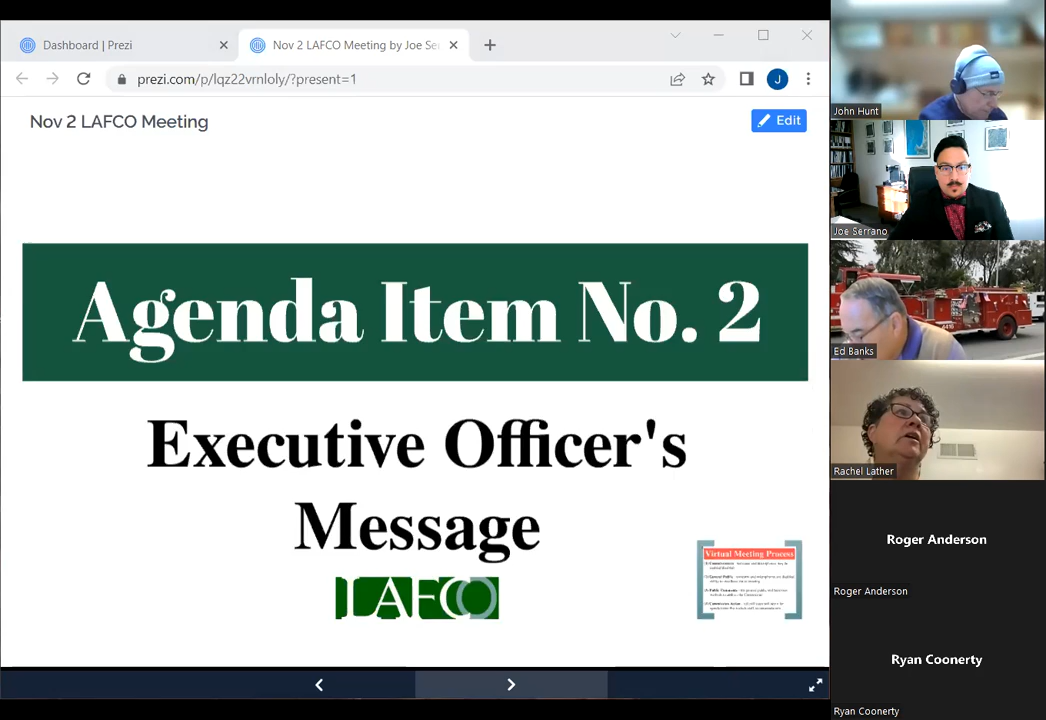 Dashboard | Prezi
Nov 2 LAFCO Meeting by Joe Se
prezi.com/p/lqz22vrnloly/?present=1
J
Nov 2 LAFCO Meeting
Edit
Agenda Item No. 2
Executive Officer's
Message
LAFCO
Virtual Meeting Process
John Hunt
Joe Serrano
Ed Banks
Rachel Lather
Roger Anderson
Roger Anderson
Ryan Coonerty
Ryan Coonerty